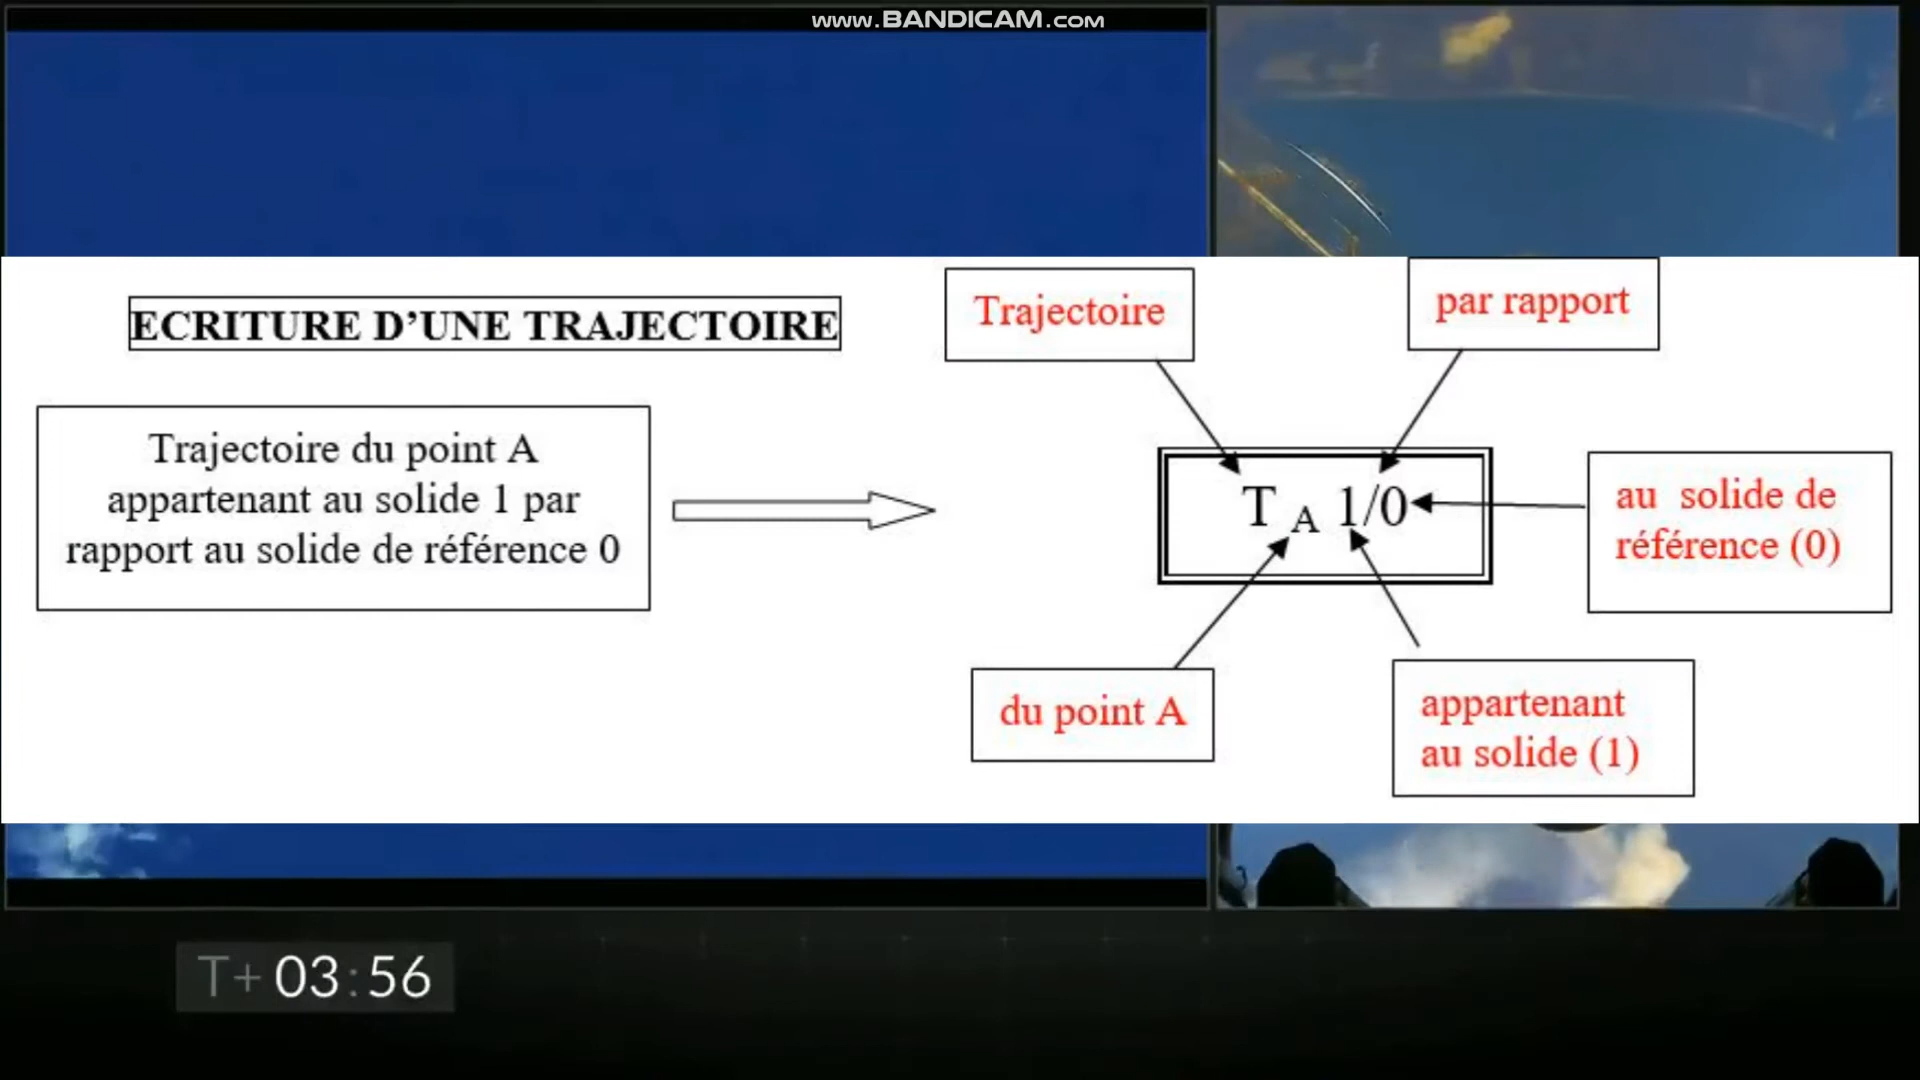 www.BANDICAM.com
ECRITURE D’UNE TRAJECTOIRE
Trajectoire du point A
appartenant au solide 1 par
rapport au solide de référence 0
Trajectoire
par rapport
T A 1/0
au solide de
référence (0)
du point A
appartenant
au solide (1)
T+ 03:56